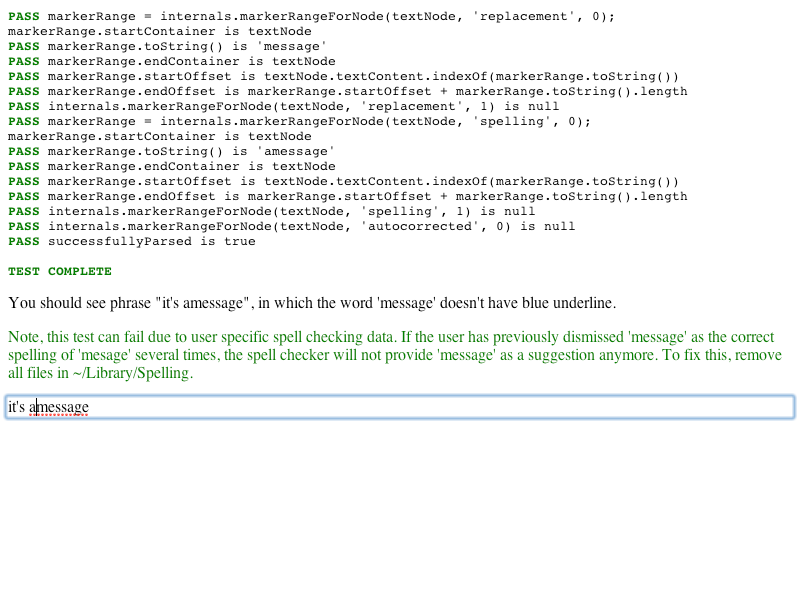 PASS markerRange = internals.markerRangeForNode(textNode, 'replacement', 0);
markerRange.startContainer is textNode
PASS markerRange.toString() is 'message'
PASS markerRange.endContainer is textNode
PASS markerRange.startOffset is textNode.textContent.indexOf(markerRange.toString())
PASS markerRange.endOffset is markerRange.startOffset + markerRange.toString().length
PASS internals.markerRangeForNode(textNode, 'replacement', 1) is null
PASS markerRange = internals.markerRangeForNode(textNode, 'spelling', 0);
markerRange.startContainer is textNode
PASS markerRange.toString() is 'amessage'
PASS markerRange.endContainer is textNode
PASS markerRange.startOffset is textNode.textContent.indexOf(markerRange.toString())
PASS markerRange.endOffset is markerRange.startOffset + markerRange.toString().length
PASS internals.markerRangeForNode(textNode, 'spelling', 1) is null
PASS internals.markerRangeForNode(textNode, 'autocorrected', 0) is null
PASS successfullyParsed is true
TEST COMPLETE
You should see phrase "it's amessage", in which the word 'message' doesn't have blue underline.
Note, this test can fail due to user specific spell checking data. If the user has previously dismissed 'message' as the correct
spelling of 'mesage' several times, the spell checker will not provide 'message' as a suggestion anymore. To fix this, remove
all files in ~/Library/Spelling.
it's amessage